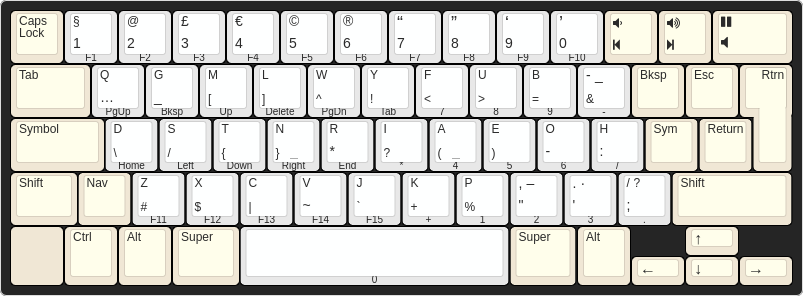 Caps Lock § 1 F1 @ 2 F2 £ 3 F3 € 4 F4 © 5 F5 ® 6 F6 “ 7 F7 ” 8 F8 ‘ 9 F9 ’ 0 F10
Tab Q … PgUp G _ Bksp M [ Up L ] Delete W ^ PgDn Y ! Tab F < 7 U > 8 B = 9 - _ & - Bksp Esc Rtrn
Symbol D \ Home S / Left T { Down N } _ Right R * End I ? * A ( _ 4 E ) 5 O - 6 H : / Sym Return
Shift Nav Z # F11 X $ F12 C | F13 V ~ F14 J ` F15 K + + P % 1 , – " 2 . · ' 3 / ? ; . Shift
Ctrl Alt Super 0 Super Alt ← ↑ ↓ →